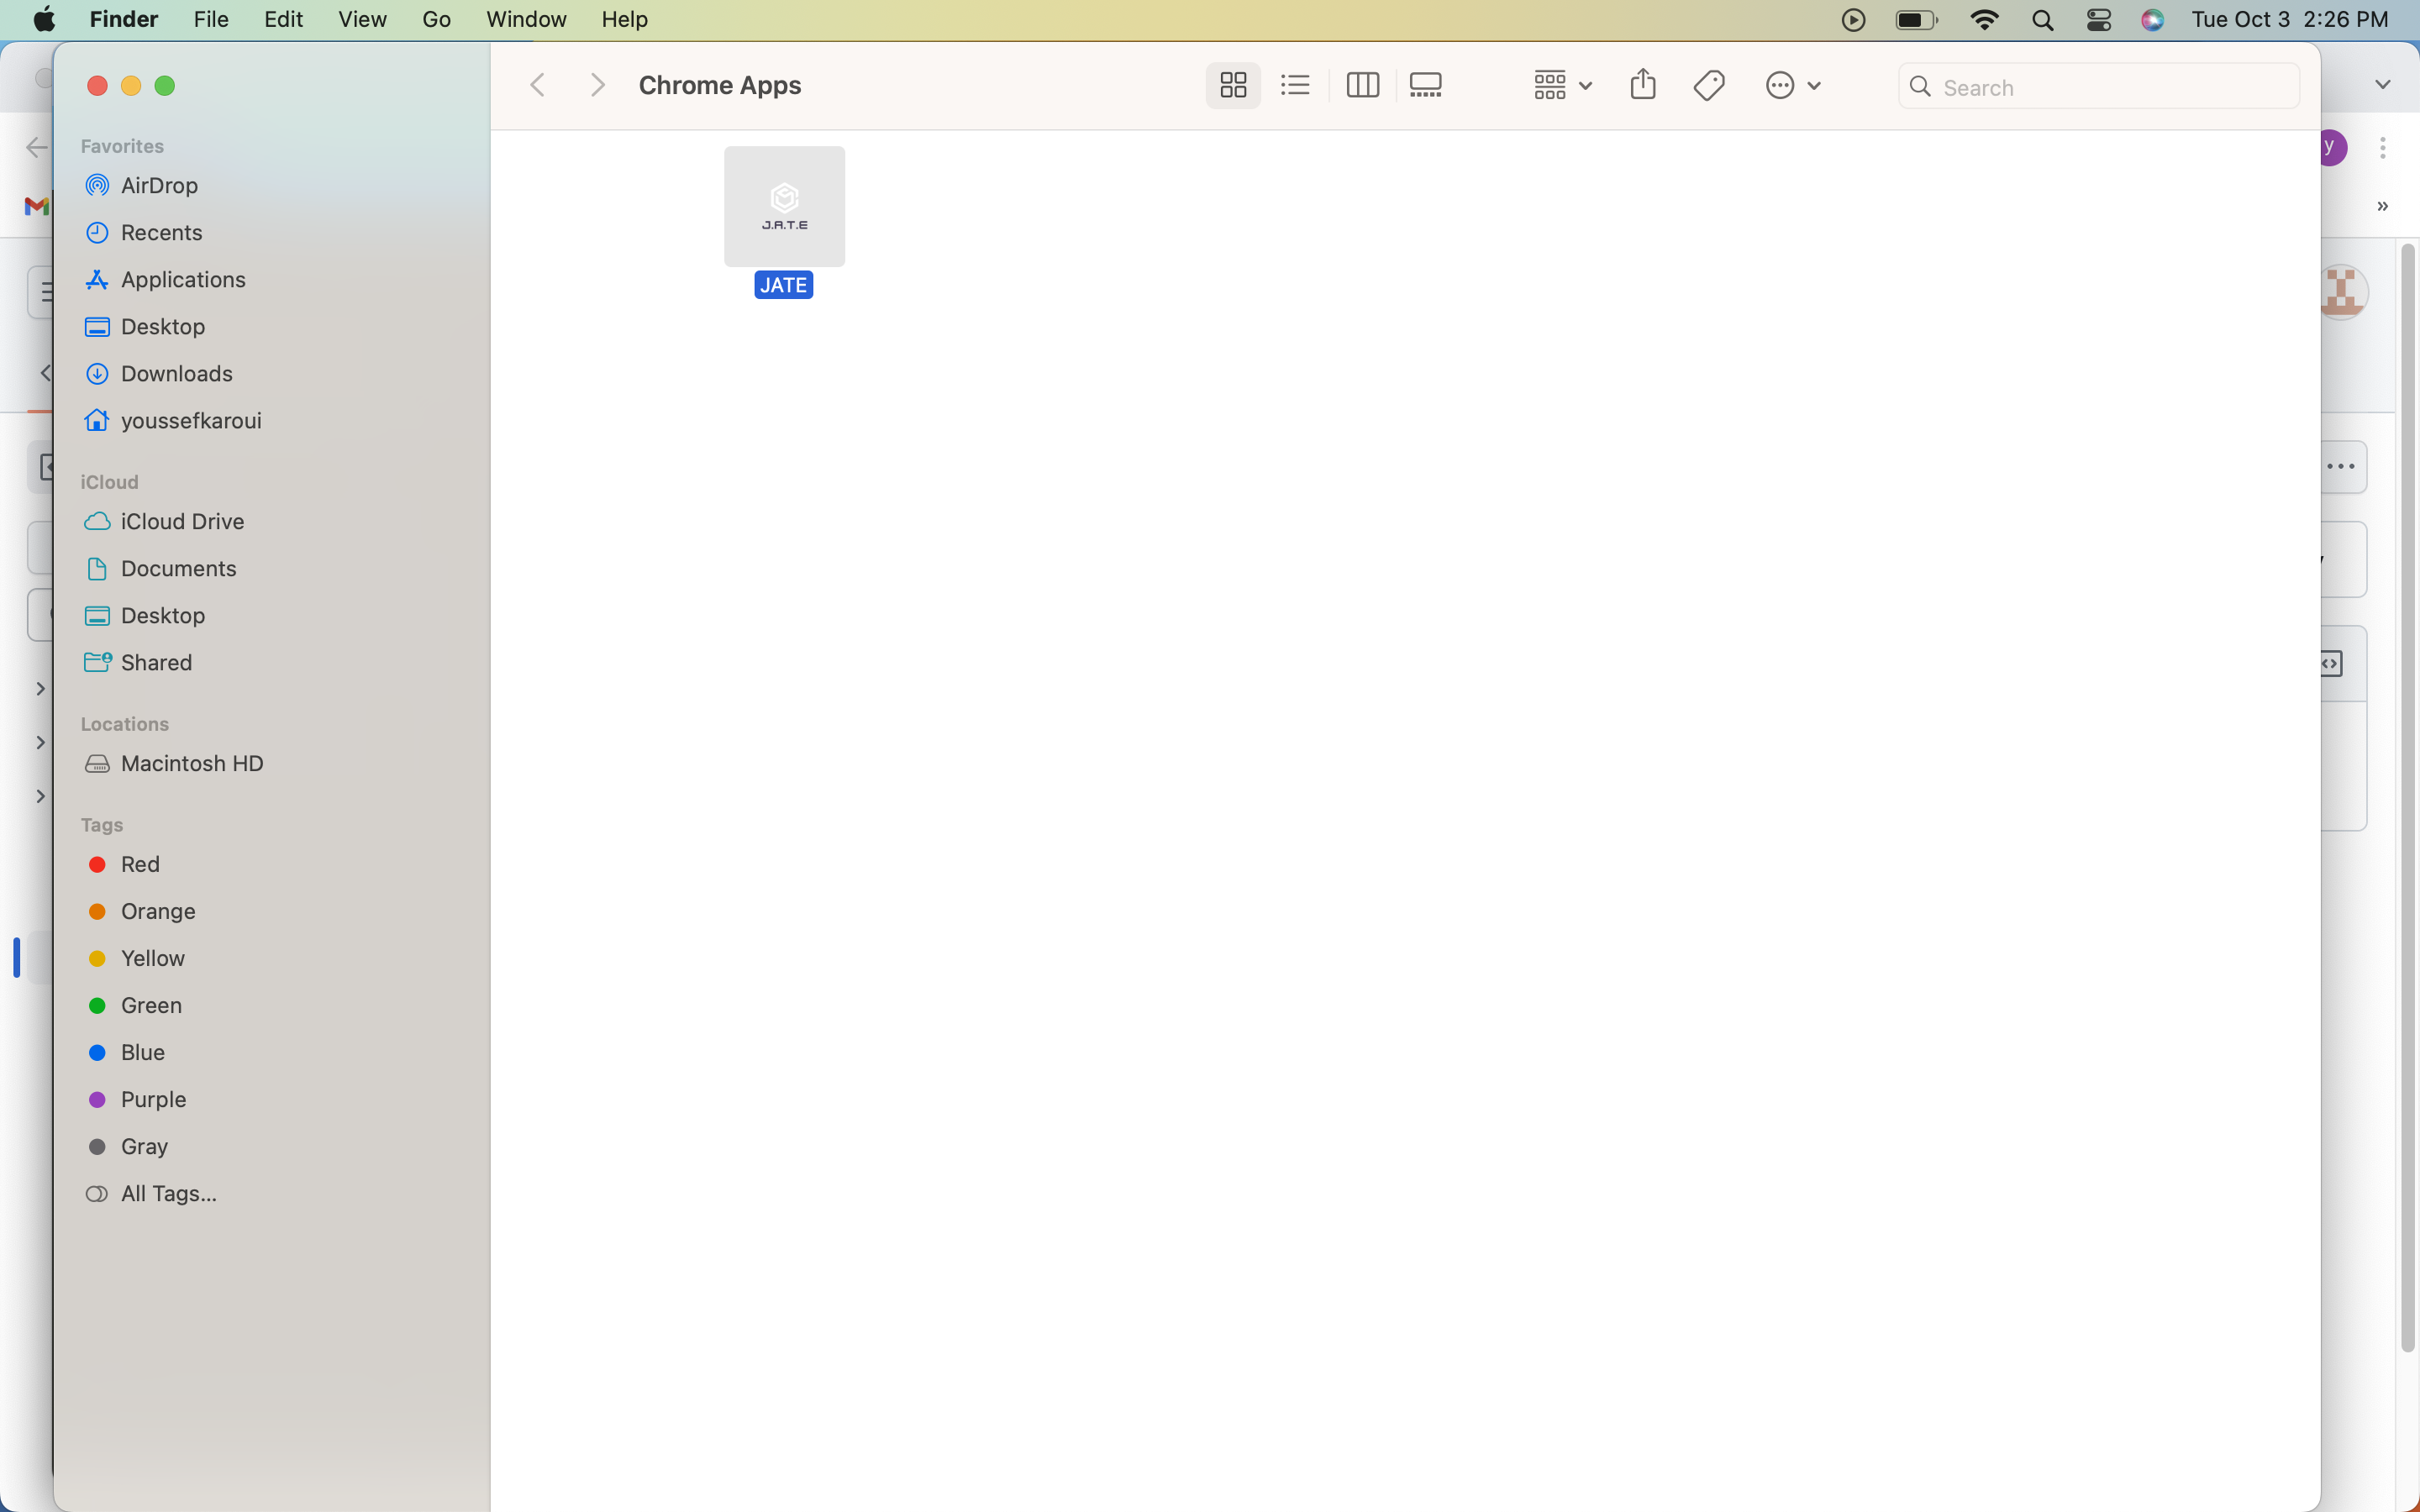 Finder File Edit View Go Window Help Tue Oct 3 2:26 PM
Chrome Apps
Search
Favorites
AirDrop
Recents
Applications
Desktop
Downloads
youssefkaroui
iCloud
iCloud Drive
Documents
Desktop
Shared
Locations
Macintosh HD
Tags
Red
Orange
Yellow
Green
Blue
Purple
Gray
All Tags...
J.A.T.E
JATE
y